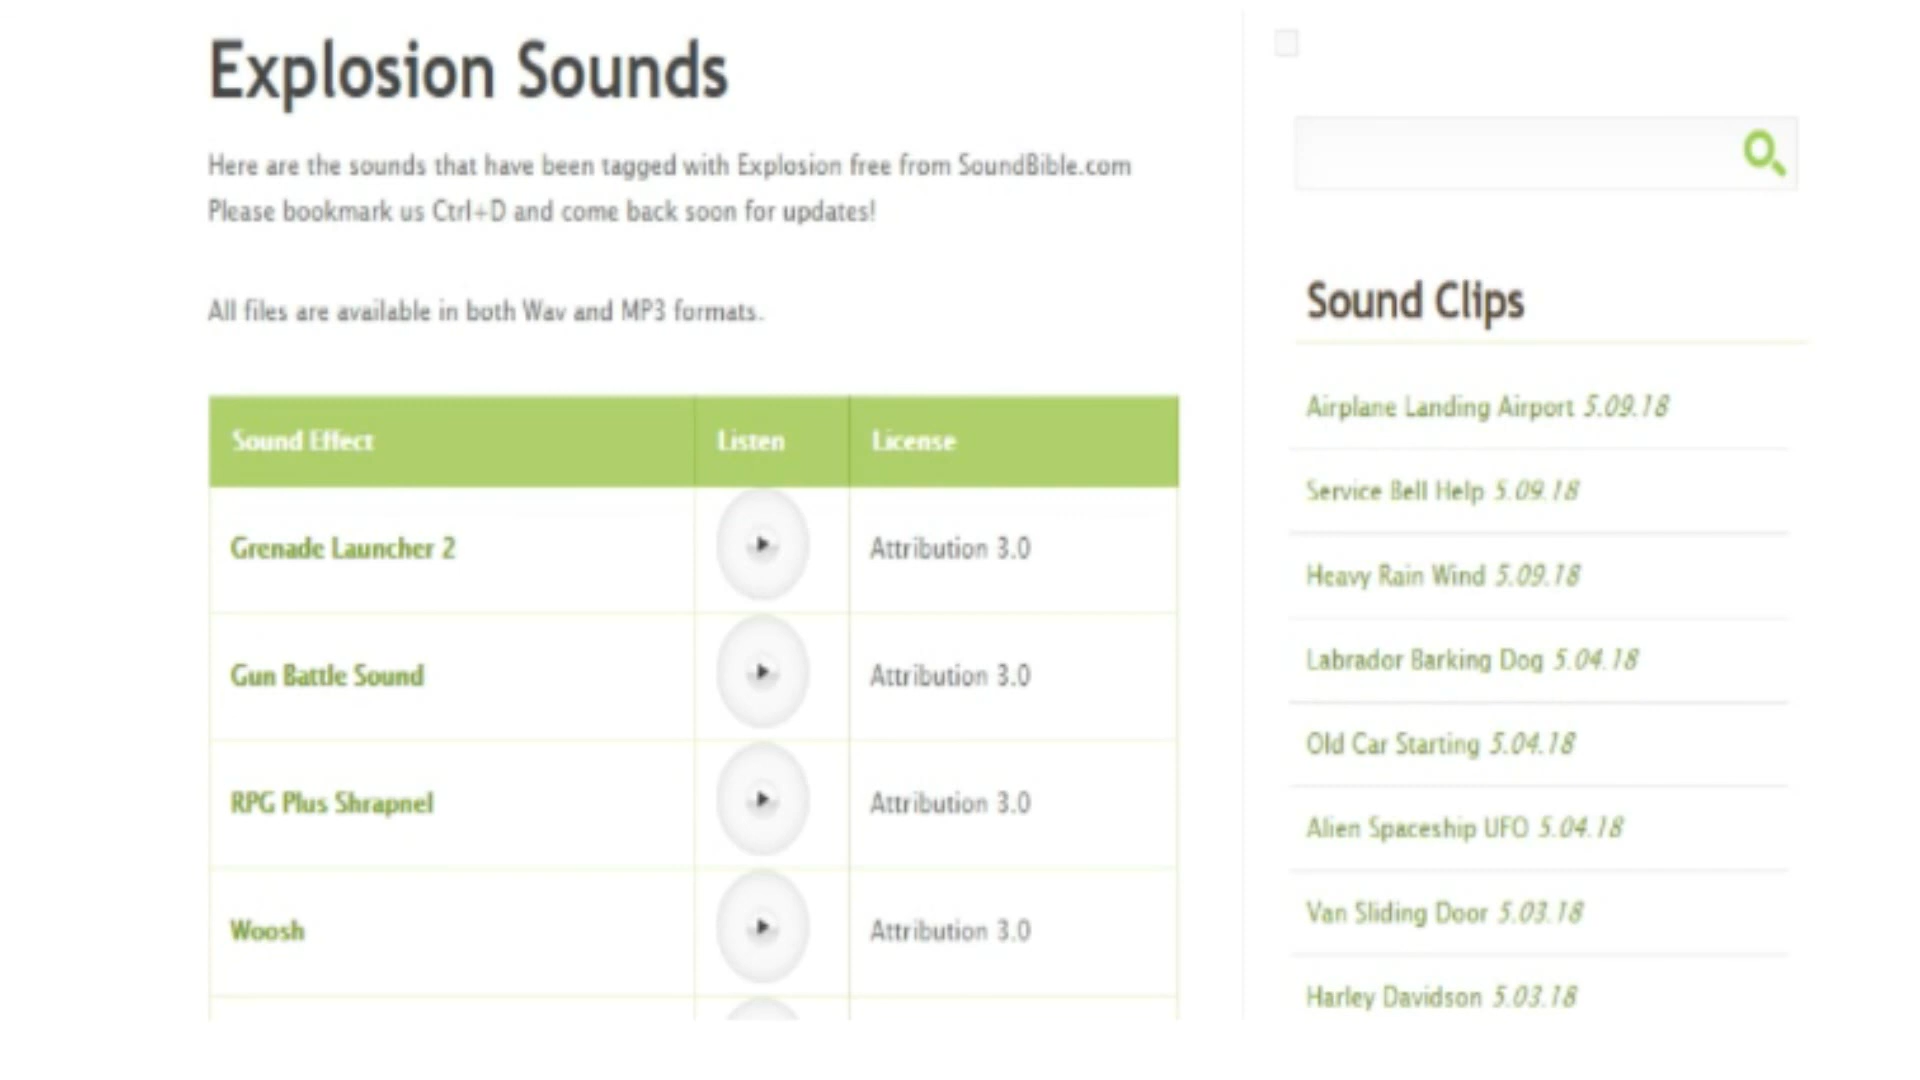 Explosion Sounds
Here are the sounds that have been tagged with Explosion free from SoundBible.com
Please bookmark us Ctrl+D and come back soon for updates!
All files are available in both Wav and MP3 formats.
Sound Effect Listen License
Grenade Launcher 2 Attribution 3.0
Gun Battle Sound Attribution 3.0
RPG Plus Shrapnel Attribution 3.0
Woosh Attribution 3.0
Sound Clips
Airplane Landing Airport 5.09.18
Service Bell Help 5.09.18
Heavy Rain Wind 5.09.18
Labrador Barking Dog 5.04.18
Old Car Starting 5.04.18
Alien Spaceship UFO 5.04.18
Van Sliding Door 5.03.18
Harley Davidson 5.03.18